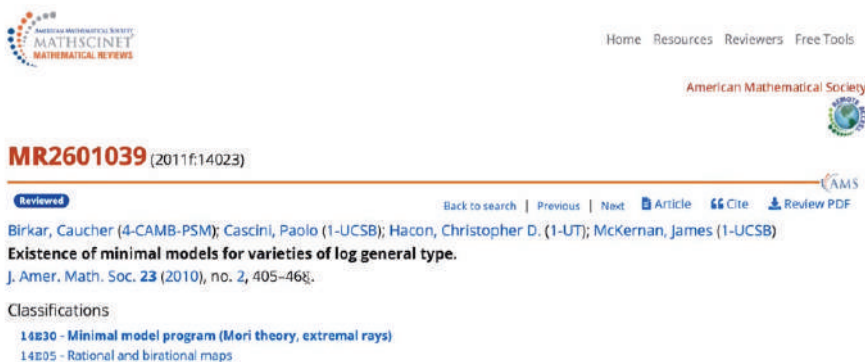 AMERICAN MATHEMATICAL SOCIETY
MATHSCINET
MATHEMATICAL REVIEWS
Home Resources Reviewers Free Tools
American Mathematical Society
REMOTE ACCESS
MR2601039 (2011f:14023)
AMS
Reviewed
Back to search | Previous | Next Article Cite Review PDF
Birkar, Caucher (4-CAMB-PSM); Cascini, Paolo (1-UCSB); Hacon, Christopher D. (1-UT); McKernan, James (1-UCSB)
Existence of minimal models for varieties of log general type.
J. Amer. Math. Soc. 23 (2010), no. 2, 405–468.
Classifications
14E30 - Minimal model program (Mori theory, extremal rays)
14E05 - Rational and birational maps